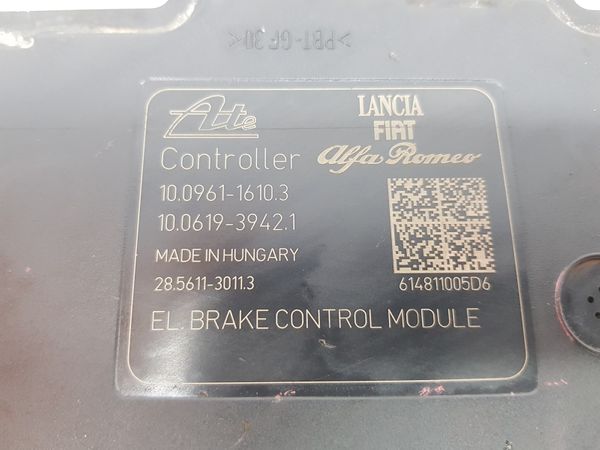 >PBT-GF30<
Ate
LANCIA
FIAT
Alfa Romeo
Controller
10.0961-1610.3
10.0619-3942.1
MADE IN HUNGARY
28.5611-3011.3
614811005D6
EL. BRAKE CONTROL MODULE